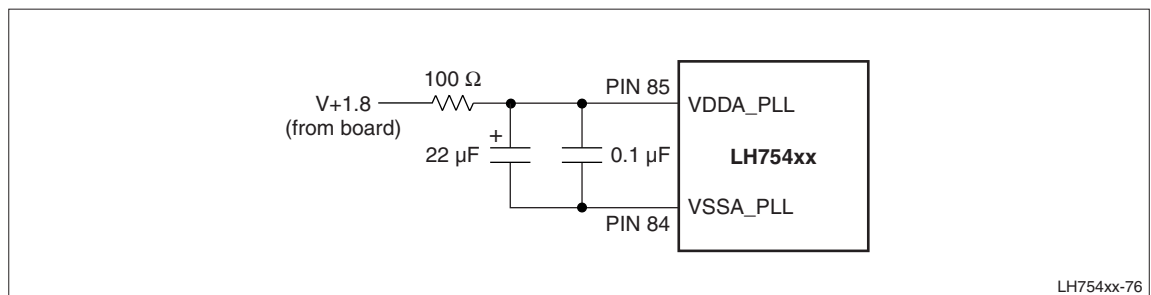 100 Ω
V+1.8
(from board)
PIN 85
VDDA_PLL
+
22 µF
0.1 µF
LH754xx
PIN 84
VSSA_PLL
LH754xx-76